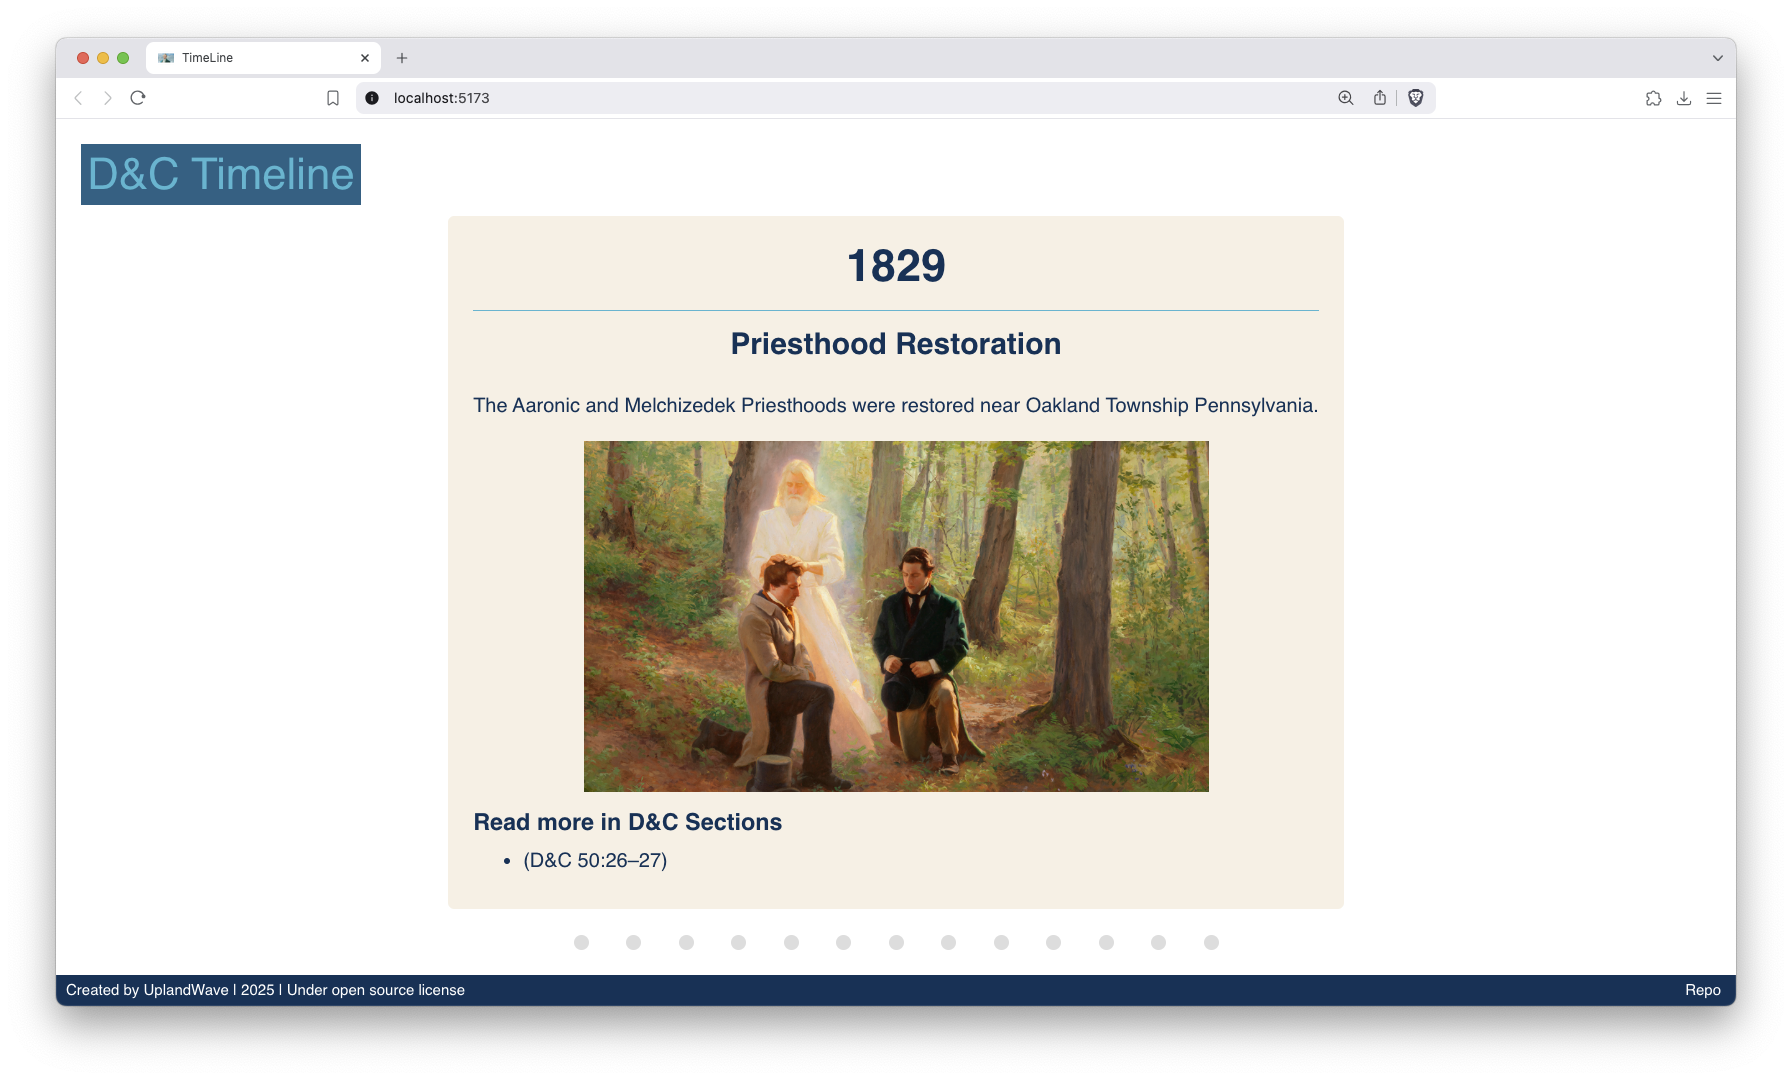 TimeLine
localhost:5173
D&C Timeline
1829
Priesthood Restoration
The Aaronic and Melchizedek Priesthoods were restored near Oakland Township Pennsylvania.
Read more in D&C Sections
• (D&C 50:26–27)
Created by UplandWave | 2025 | Under open source license
Repo